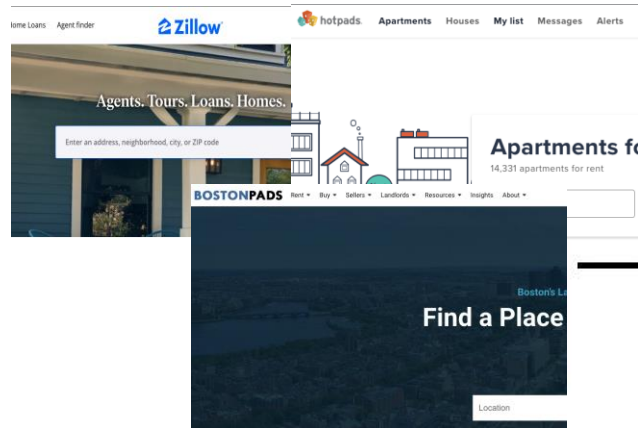 Home Loans Agent finder Zillow
Agents. Tours. Loans. Homes.
Enter an address, neighborhood, city, or ZIP code
hotpads. Apartments Houses My list Messages Alerts
Apartments fo
14,331 apartments for rent
BOSTONPADS Rent Buy Sellers Landlords Resources Insights About
Boston's La
Find a Place
Location